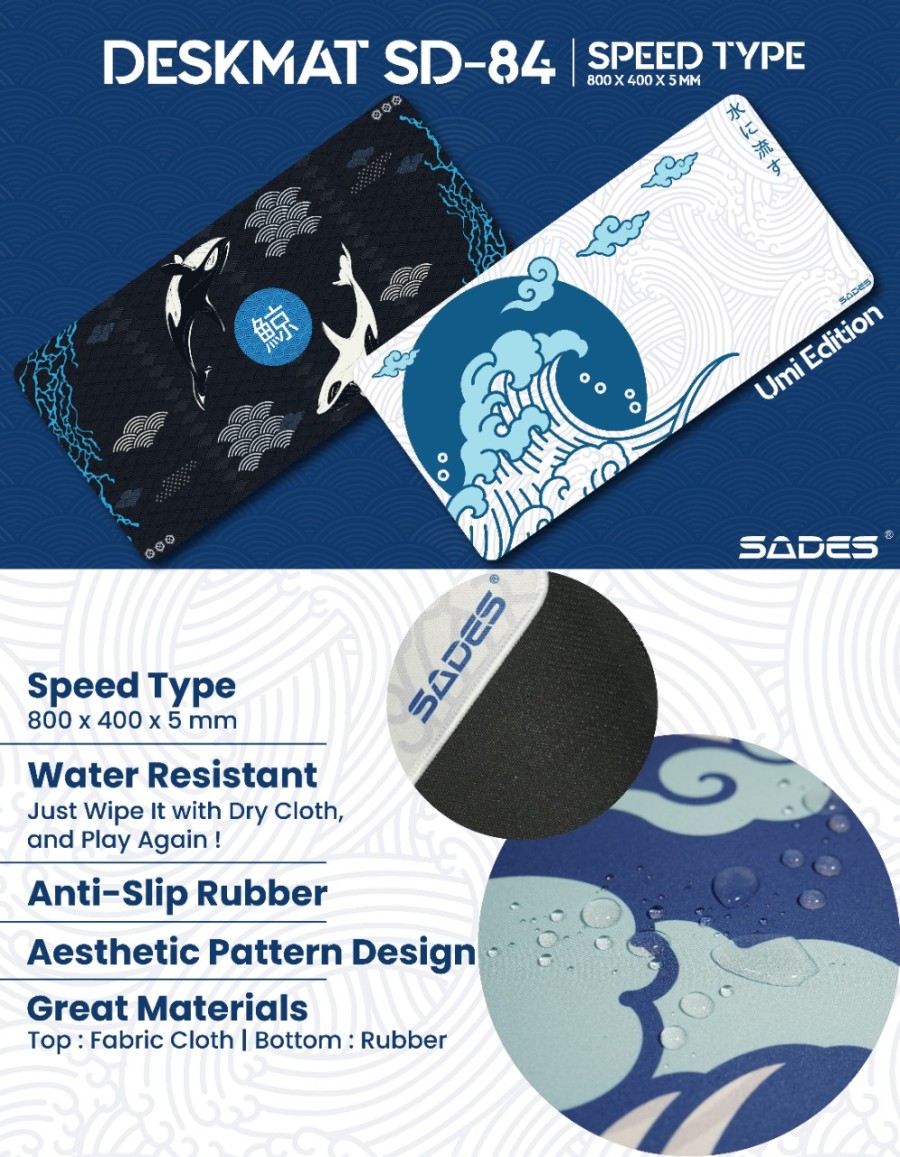 DESKMAT SD-84
SPEED TYPE
800 X 400 X 5 MM
鯨
水に流す
SADES
Umi Edition
SADES®
SADES®
Speed Type
800 x 400 x 5 mm
Water Resistant
Just Wipe It with Dry Cloth,
and Play Again !
Anti-Slip Rubber
Aesthetic Pattern Design
Great Materials
Top : Fabric Cloth | Bottom : Rubber